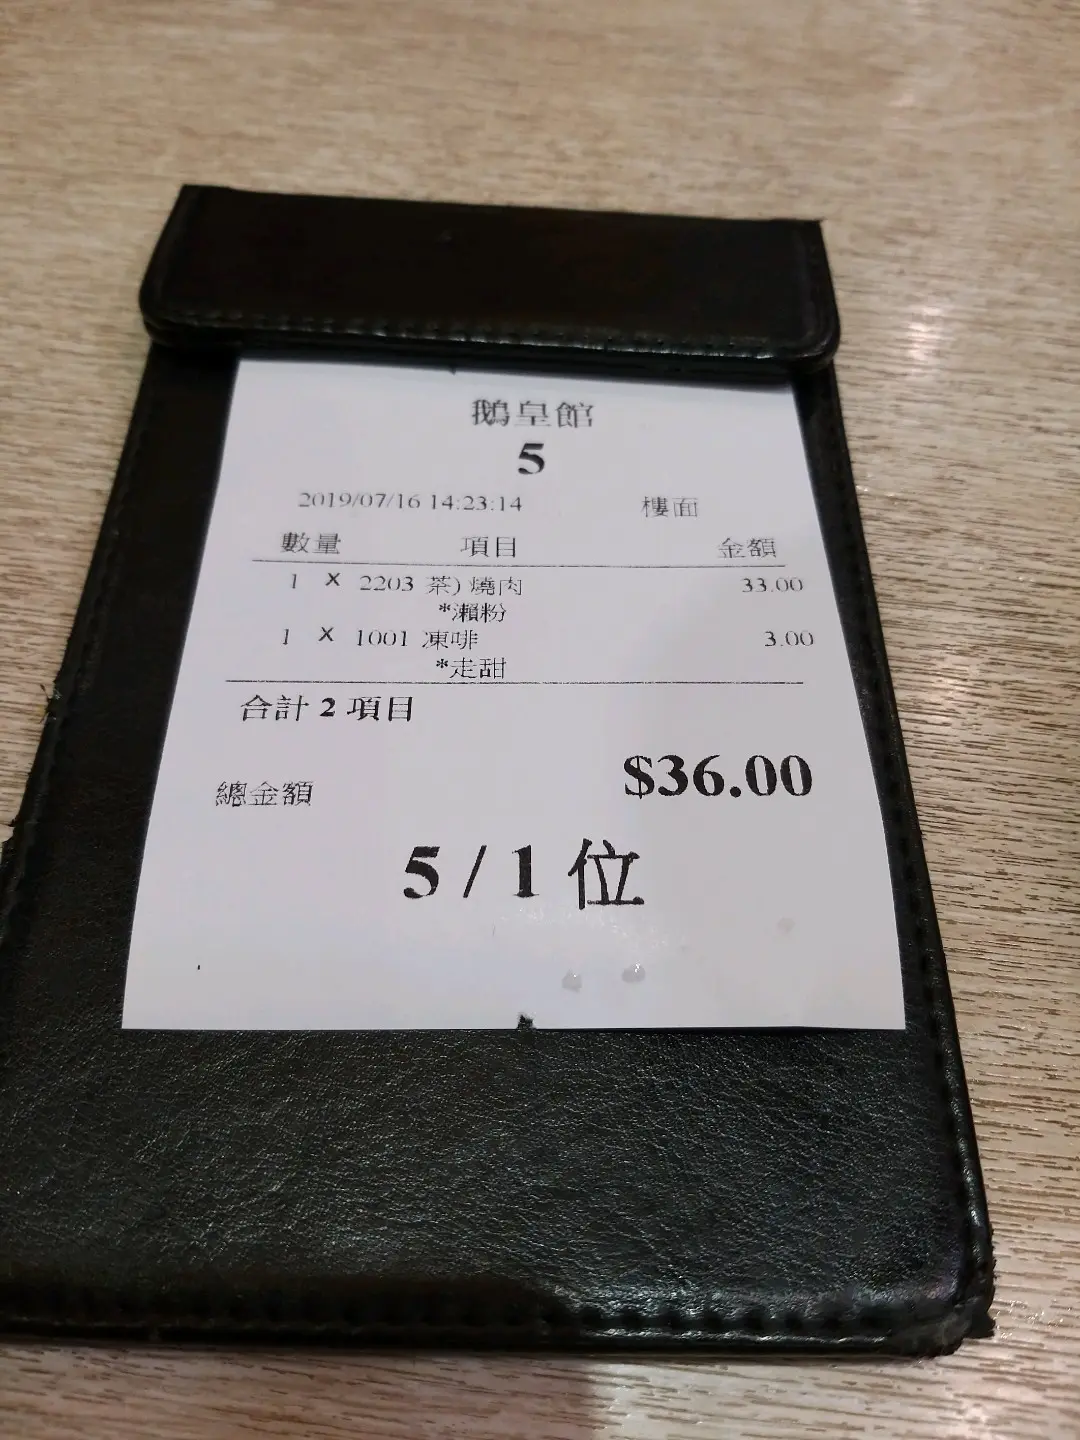 鵝皇館
5
2019/07/16 14:23:14 樓面
數量 項目 金額
1 X 2203 茶) 燒肉 33.00
*瀨粉
1 X 1001 凍啡 3.00
*走甜
合計 2 項目
總金額 $36.00
5 / 1 位